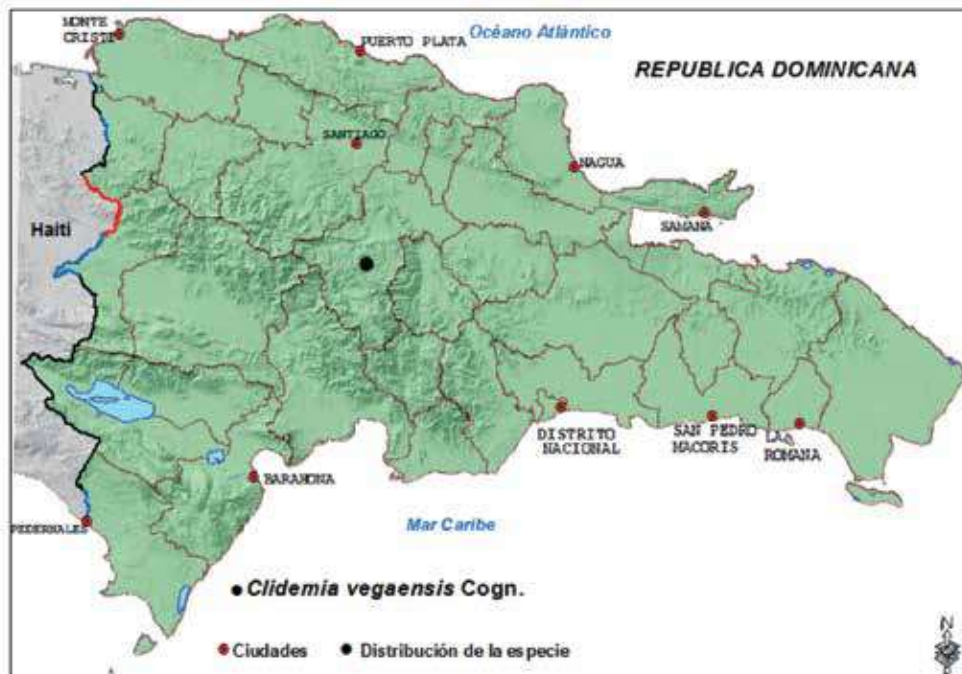 MONTE
CRISTI
PUERTO PLATA
Océano Atlántico
REPUBLICA DOMINICANA
SANTIAGO
NAGUA
SAMANA
Haiti
DISTRITO
NACIONAL
SAN PEDRO
MACORIS
LA
ROMANA
BARAHONA
PEDERNALES
Mar Caribe
Clidemia vegaensis Cogn.
Ciudades
Distribución de la especie
N